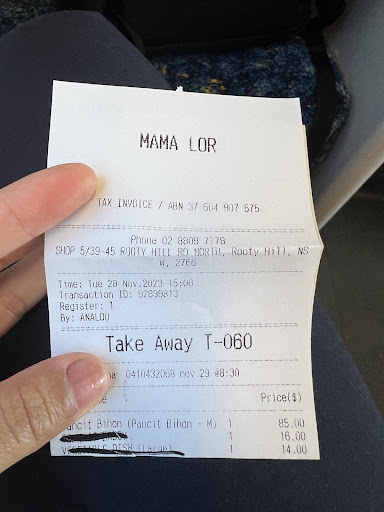 MAMA LOR
TAX INVOICE / ABN 37 604 907 575
Phone 02 8809 7776
SHOP 5/39-45 ROOTY HILL RD NORTH, Rooty Hill, NS
W, 2766
Time: Tue 28 Nov 2023 15:06
Transaction ID: 92899813
Register: 1
By: ANALOU
Take Away T-060
0410432068 nov 29 @8:30
Price($)
Bihon (Pancit Bihon - M) 1 85.00
1 16.00
DISH (Large) 1 14.00